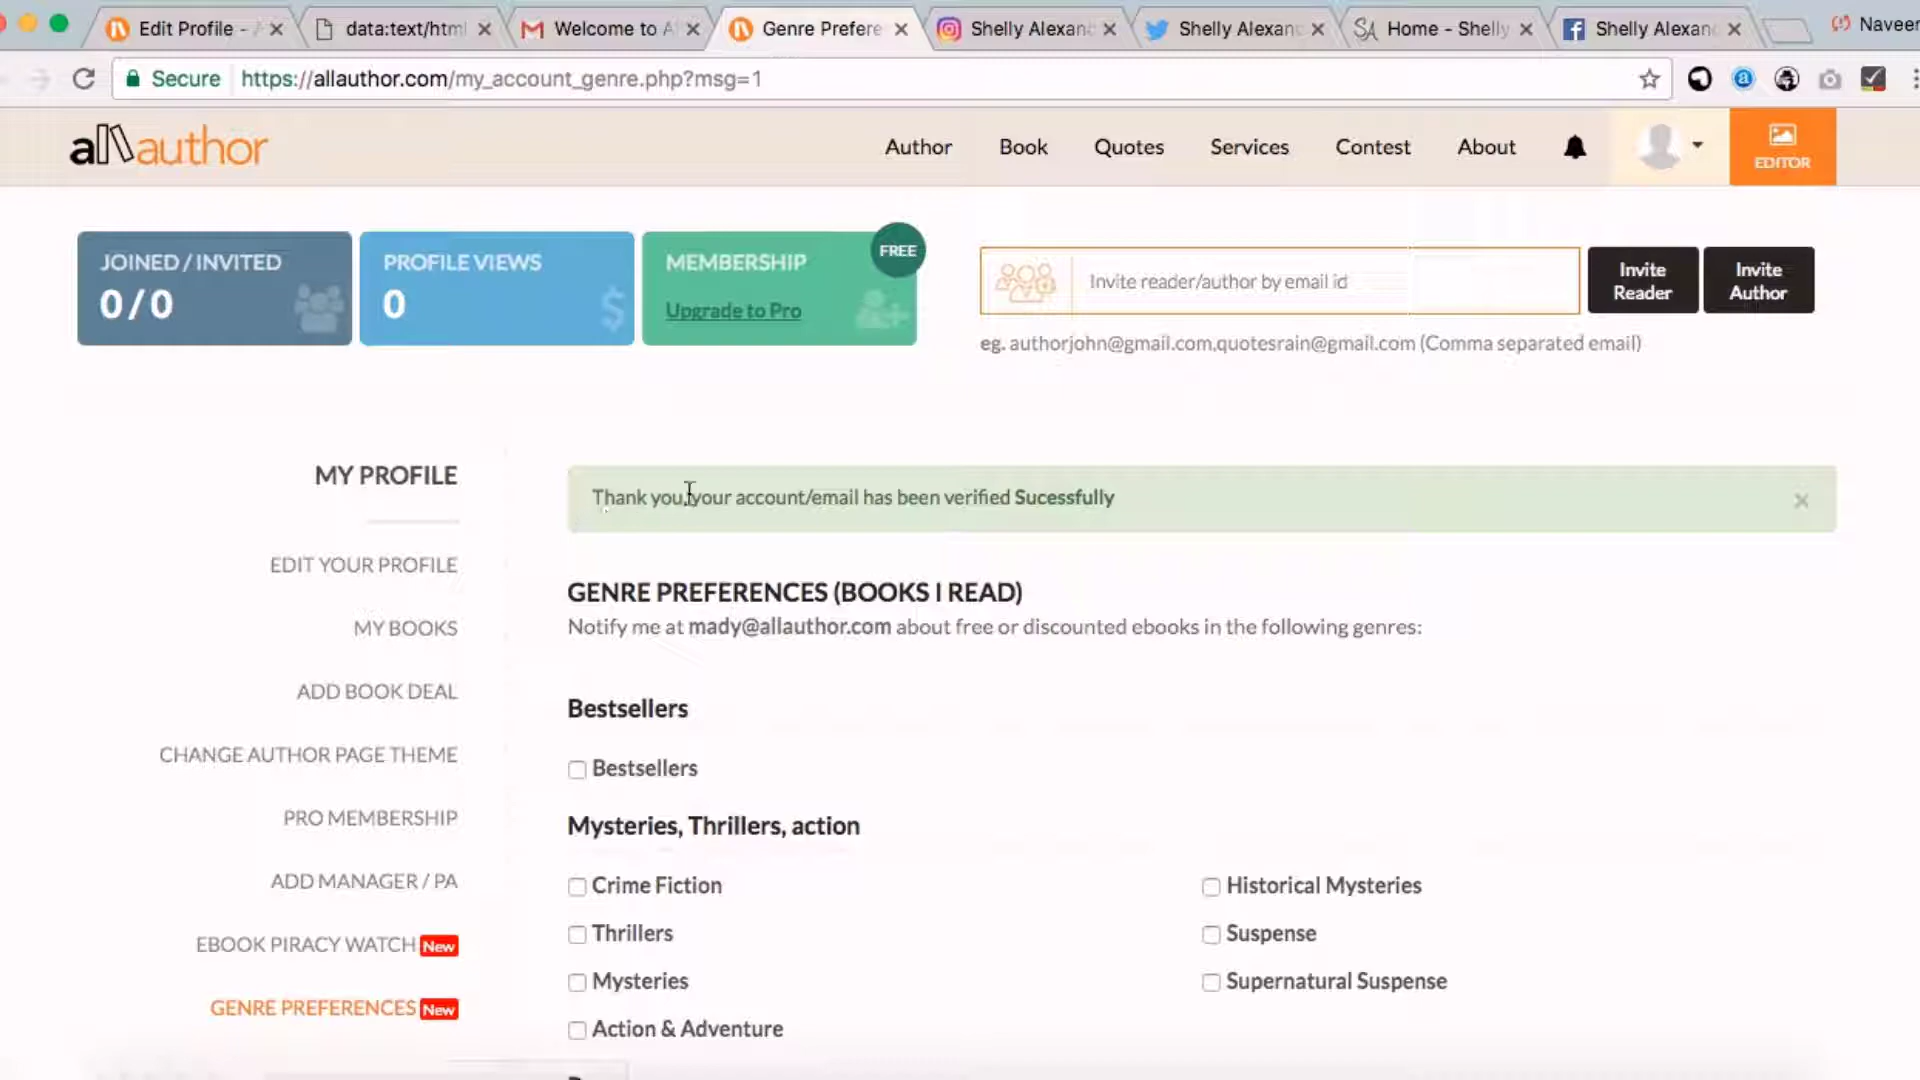 Edit Profile -
data:text/html
Welcome to A
Genre Prefere
Shelly Alexan
Shelly Alexan
SA Home - Shelly
Shelly Alexan
Naveen
Secure https://allauthor.com/my_account_genre.php?msg=1
allauthor
Author Book Quotes Services Contest About EDITOR
JOINED / INVITED
0/0
PROFILE VIEWS
0
MEMBERSHIP
Upgrade to Pro
FREE
Invite reader/author by email id
Invite Reader
Invite Author
eg. authorjohn@gmail.com,quotesrain@gmail.com (Comma separated email)
MY PROFILE
EDIT YOUR PROFILE
MY BOOKS
ADD BOOK DEAL
CHANGE AUTHOR PAGE THEME
PRO MEMBERSHIP
ADD MANAGER / PA
EBOOK PIRACY WATCH New
GENRE PREFERENCES New
Thank you,your account/email has been verified Sucessfully
GENRE PREFERENCES (BOOKS I READ)
Notify me at mady@allauthor.com about free or discounted ebooks in the following genres:
Bestsellers
Bestsellers
Mysteries, Thrillers, action
Crime Fiction
Historical Mysteries
Thrillers
Suspense
Mysteries
Supernatural Suspense
Action & Adventure